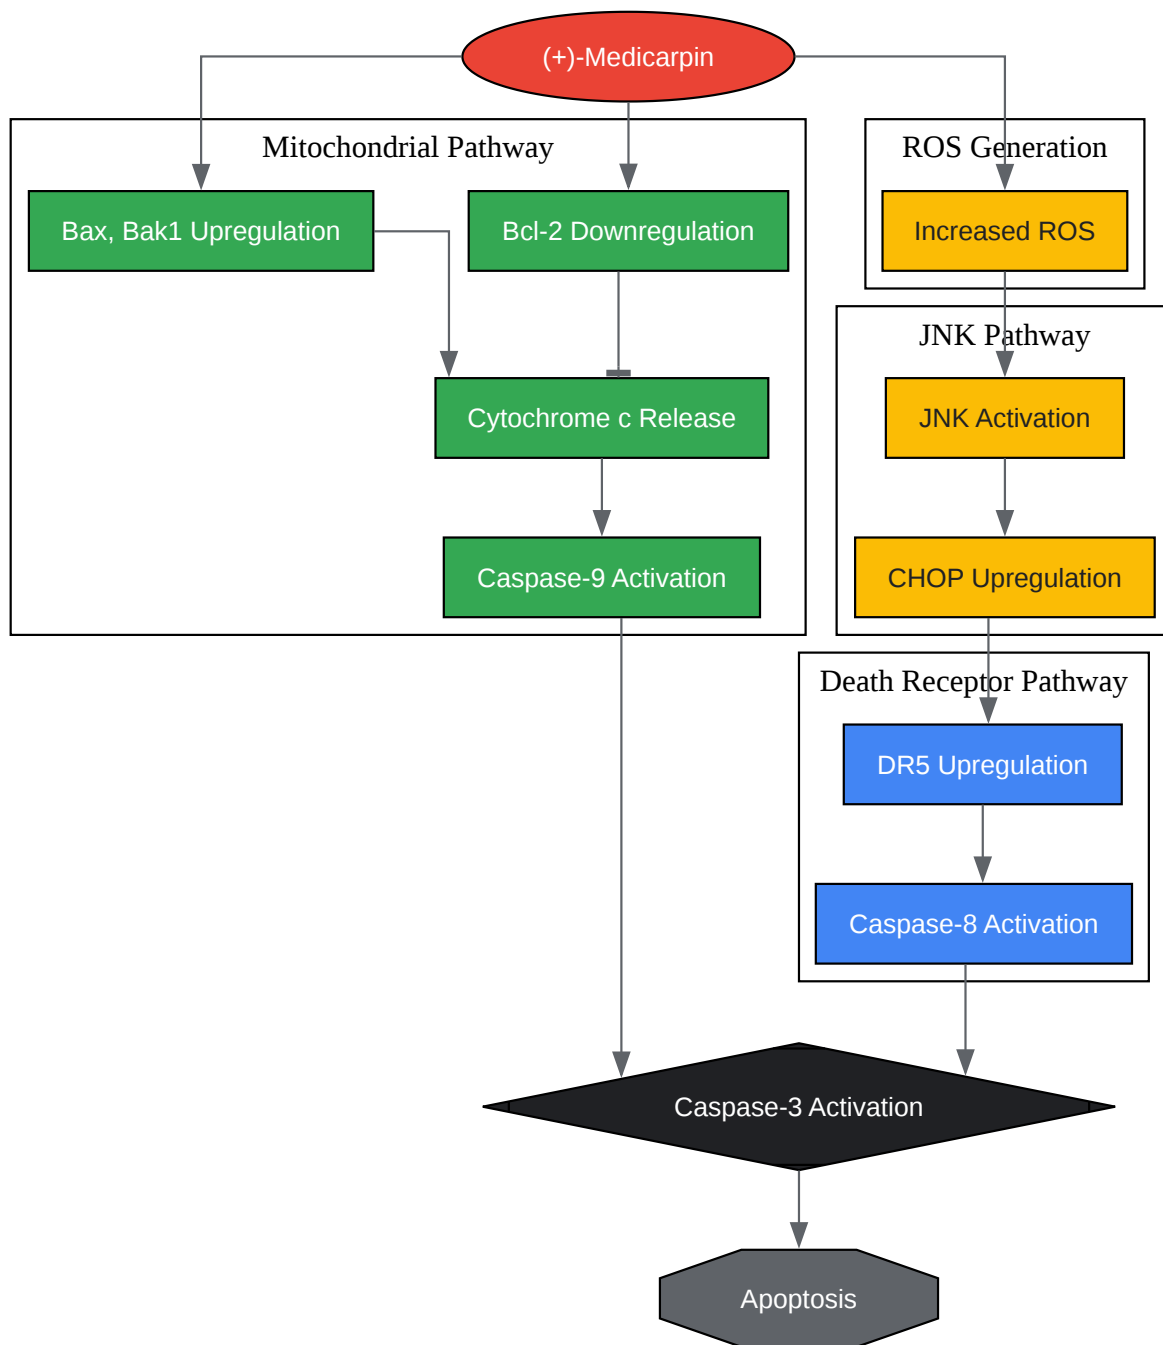 (+)-Medicarpin
Mitochondrial Pathway
ROS Generation
Bax, Bak1 Upregulation
Bcl-2 Downregulation
Increased ROS
JNK Pathway
Cytochrome c Release
JNK Activation
Caspase-9 Activation
CHOP Upregulation
Death Receptor Pathway
DR5 Upregulation
Caspase-8 Activation
Caspase-3 Activation
Apoptosis